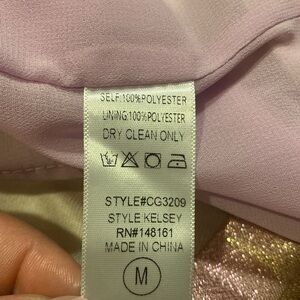 SELF:100%POLYESTER
LINING:100%POLYESTER
DRY CLEAN ONLY
STYLE#CG3209
STYLE KELSEY
RN#148161
MADE IN CHINA
M